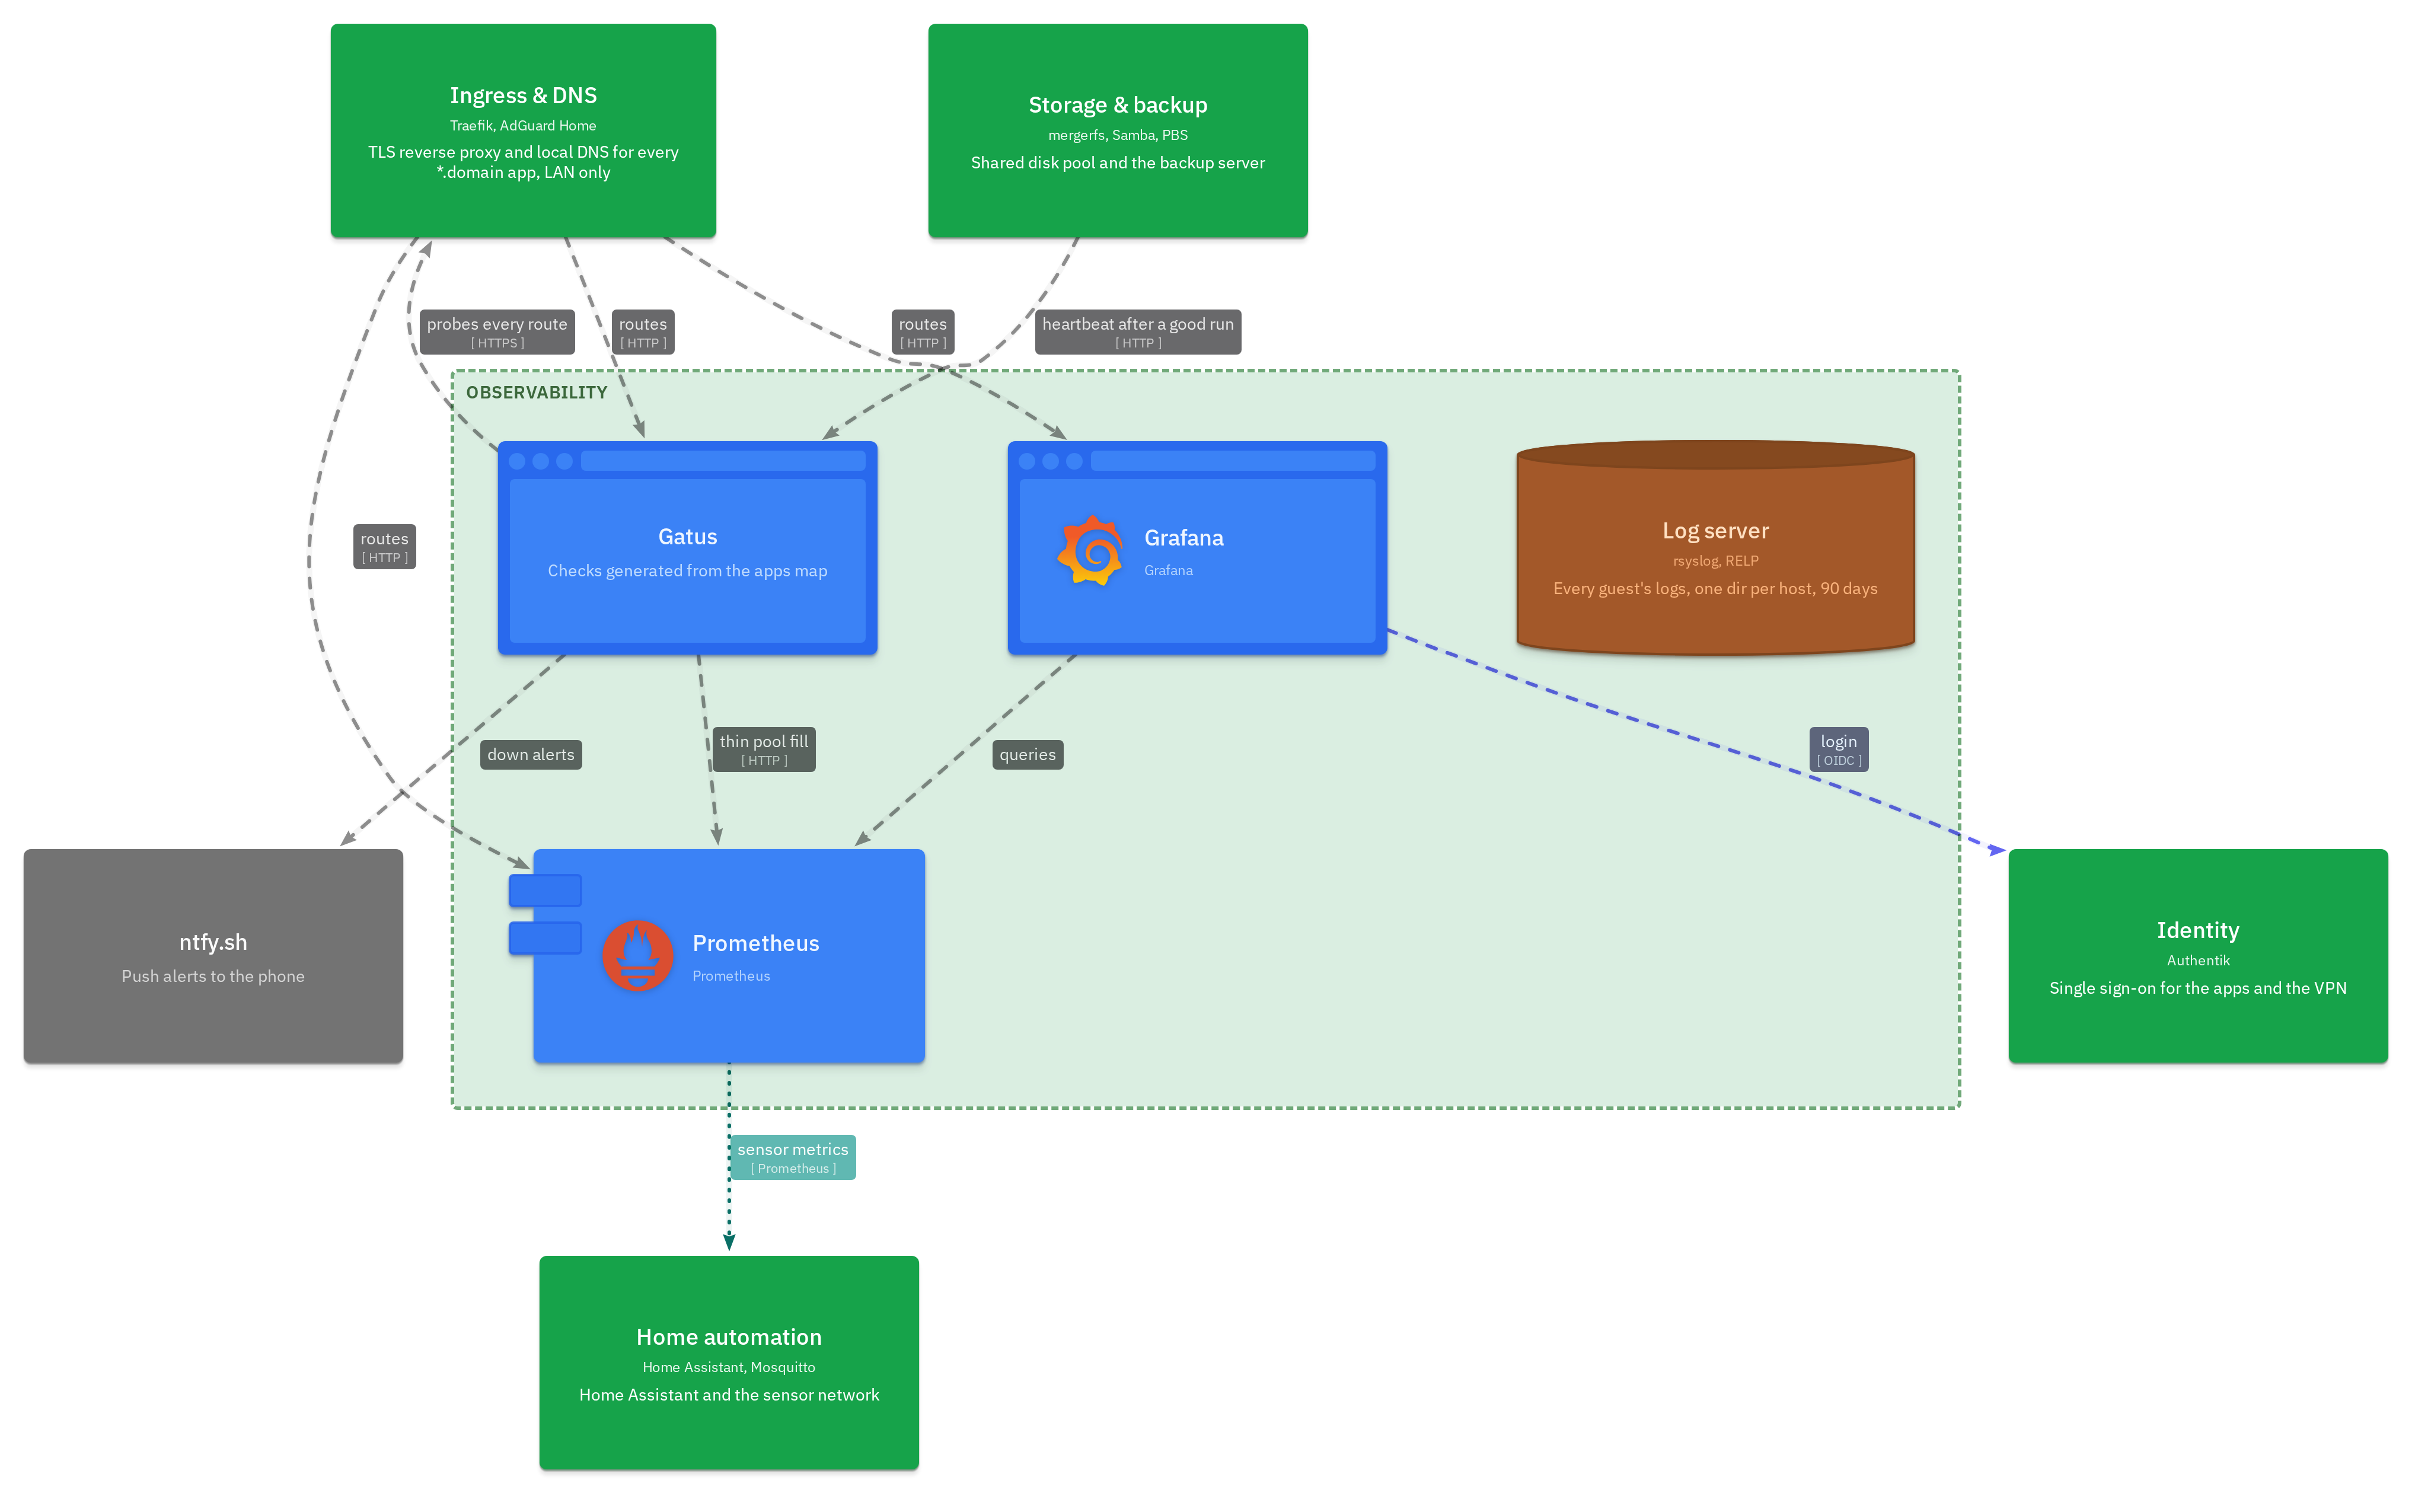 Ingress & DNS
Traefik, AdGuard Home
TLS reverse proxy and local DNS for every
*.domain app, LAN only
Storage & backup
mergerfs, Samba, PBS
Shared disk pool and the backup server
probes every route
[ HTTPS ]
routes
[ HTTP ]
routes
[ HTTP ]
heartbeat after a good run
[ HTTP ]
OBSERVABILITY
routes
[ HTTP ]
Gatus
Checks generated from the apps map
Grafana
Grafana
Log server
rsyslog, RELP
Every guest's logs, one dir per host, 90 days
down alerts
thin pool fill
[ HTTP ]
queries
login
[ OIDC ]
ntfy.sh
Push alerts to the phone
Prometheus
Prometheus
Identity
Authentik
Single sign-on for the apps and the VPN
sensor metrics
[ Prometheus ]
Home automation
Home Assistant, Mosquitto
Home Assistant and the sensor network